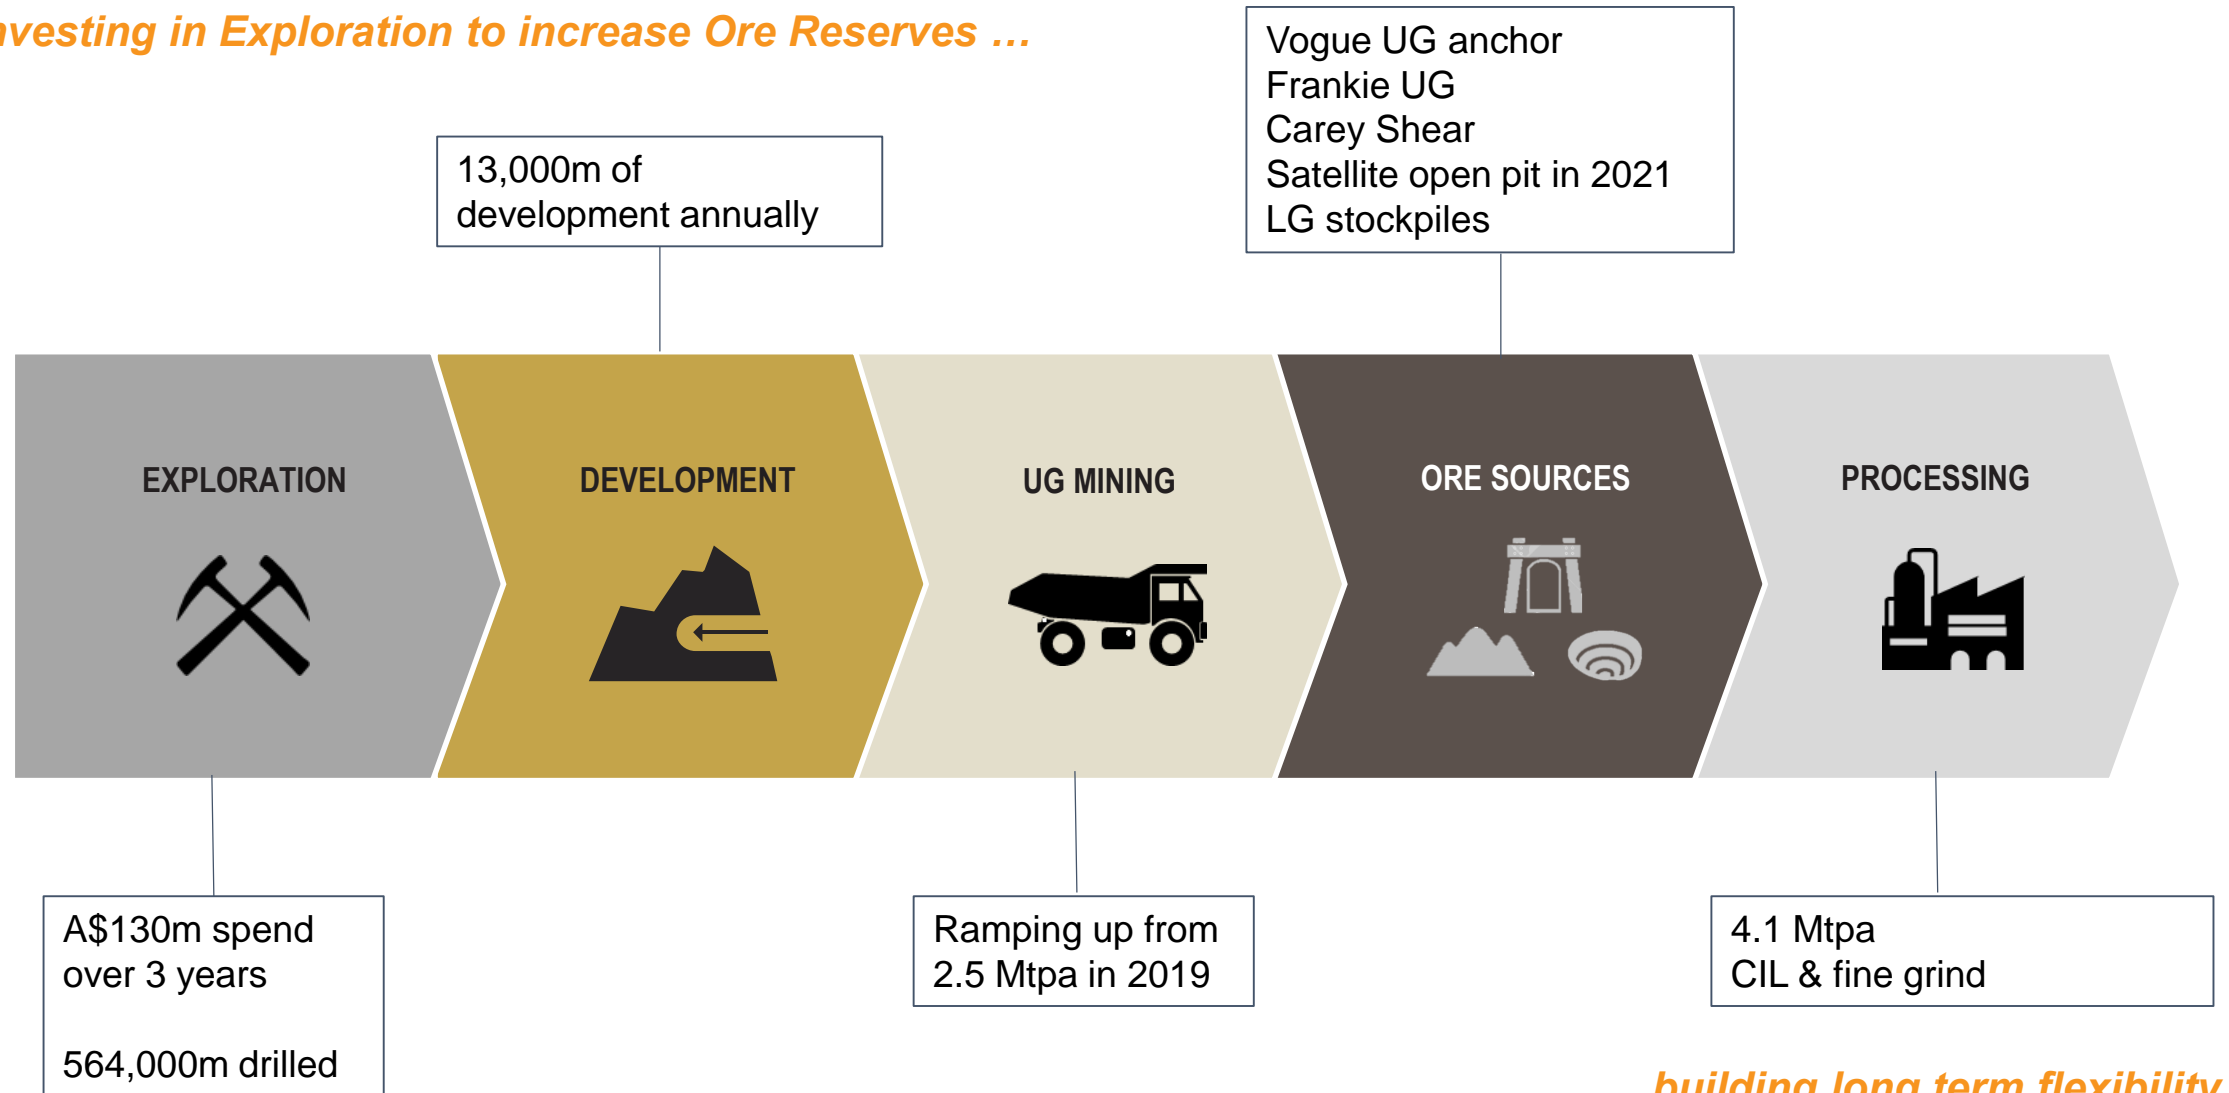 nvesting in Exploration to increase Ore Reserves …
Vogue UG anchor
Frankie UG
Carey Shear
Satellite open pit in 2021
LG stockpiles
13,000m of
development annually
EXPLORATION
DEVELOPMENT
UG MINING
ORE SOURCES
PROCESSING
A$130m spend
over 3 years
564,000m drilled
Ramping up from
2.5 Mtpa in 2019
4.1 Mtpa
CIL & fine grind
building long term flexibility